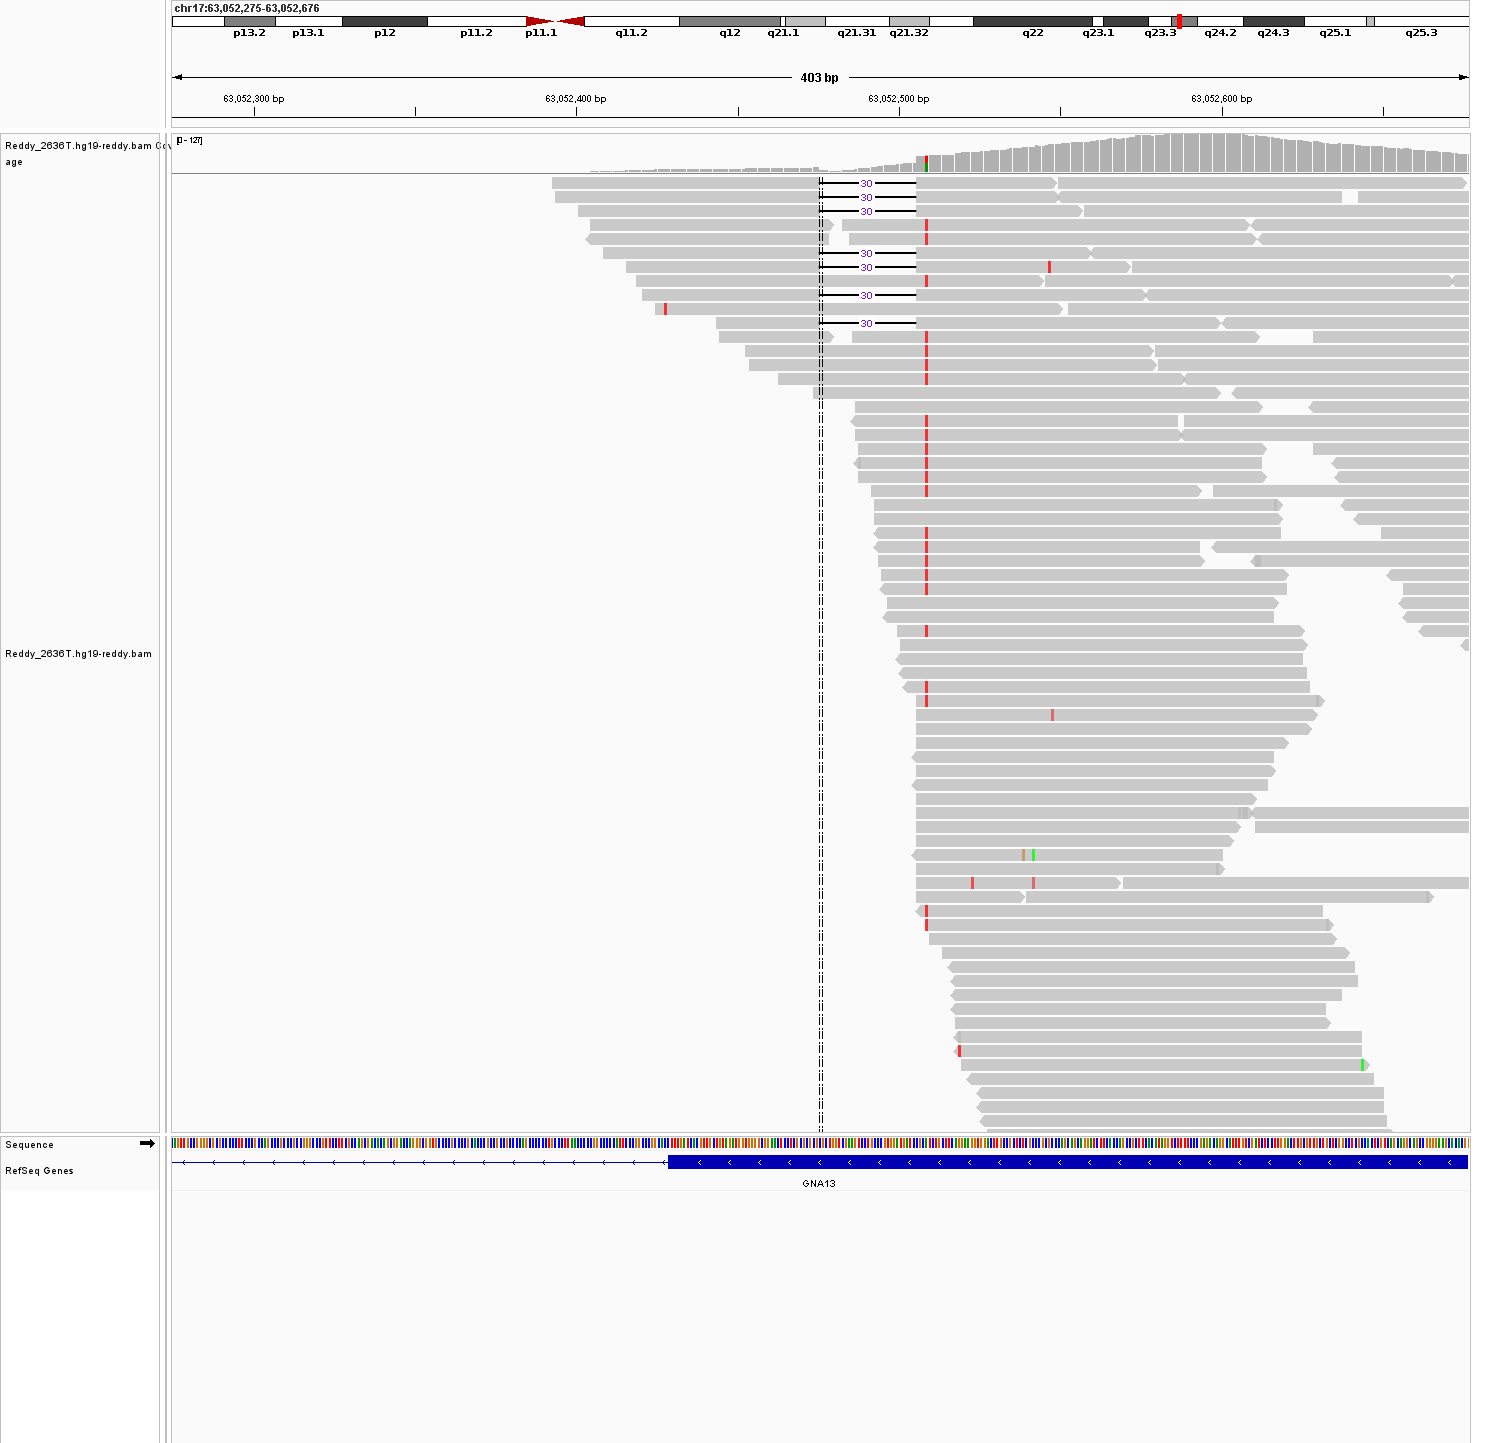 chr17:63,052,275-63,052,676
p13.2 p13.1 p12 p11.2 p11.1 q11.2 q12 q21.1 q21.31 q21.32 q22 q23.1 q23.3 q24.2 q24.3 q25.1 q25.3
403 bp
63,052,300 bp 63,052,400 bp 63,052,500 bp 63,052,600 bp
[0 - 127]
Reddy_2636T.hg19-reddy.bam Cov
age
30
30
30
30
30
30
30
Reddy_2636T.hg19-reddy.bam
Sequence
RefSeq Genes
GNA13